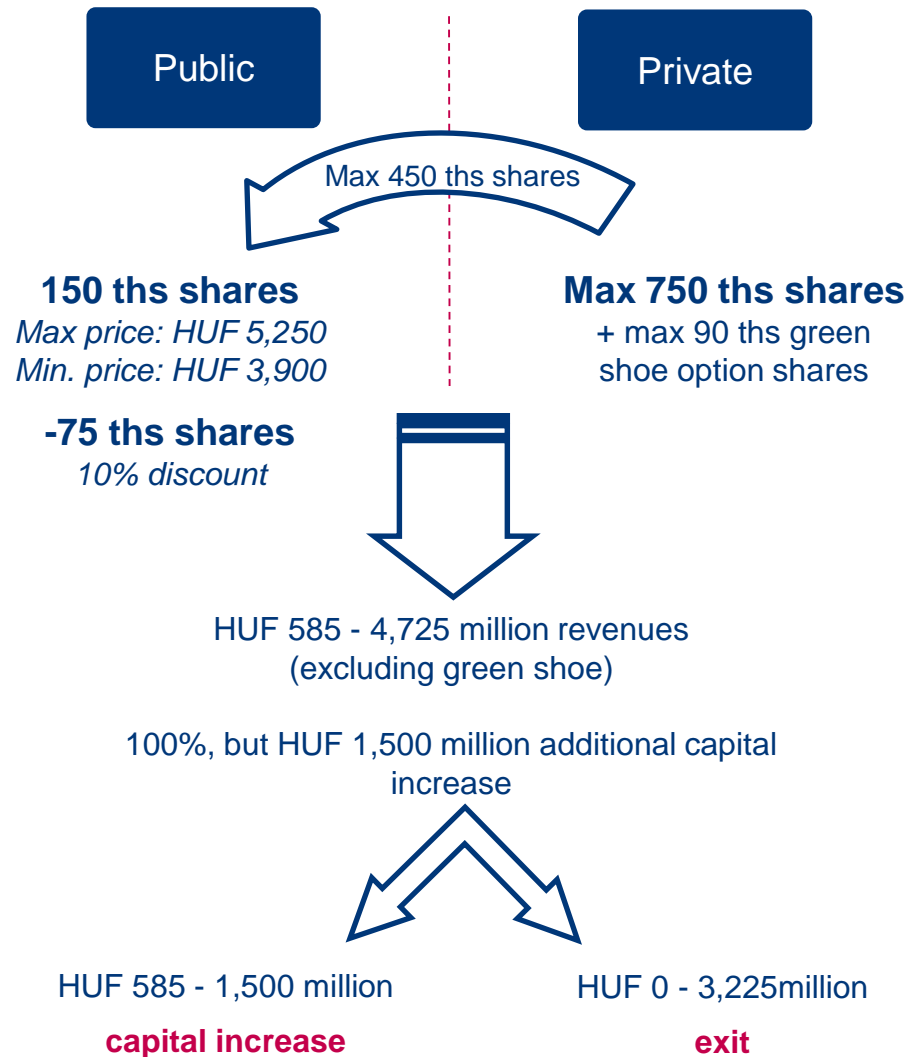 Public
Private
Max 450 ths shares
150 ths shares
Max price: HUF 5,250
Min. price: HUF 3,900
-75 ths shares
10% discount
Max 750 ths shares
+ max 90 ths green
shoe option shares
HUF 585 - 4,725 million revenues
(excluding green shoe)
100%, but HUF 1,500 million additional capital
increase
HUF 585 - 1,500 million
capital increase
HUF 0 - 3,225million
exit